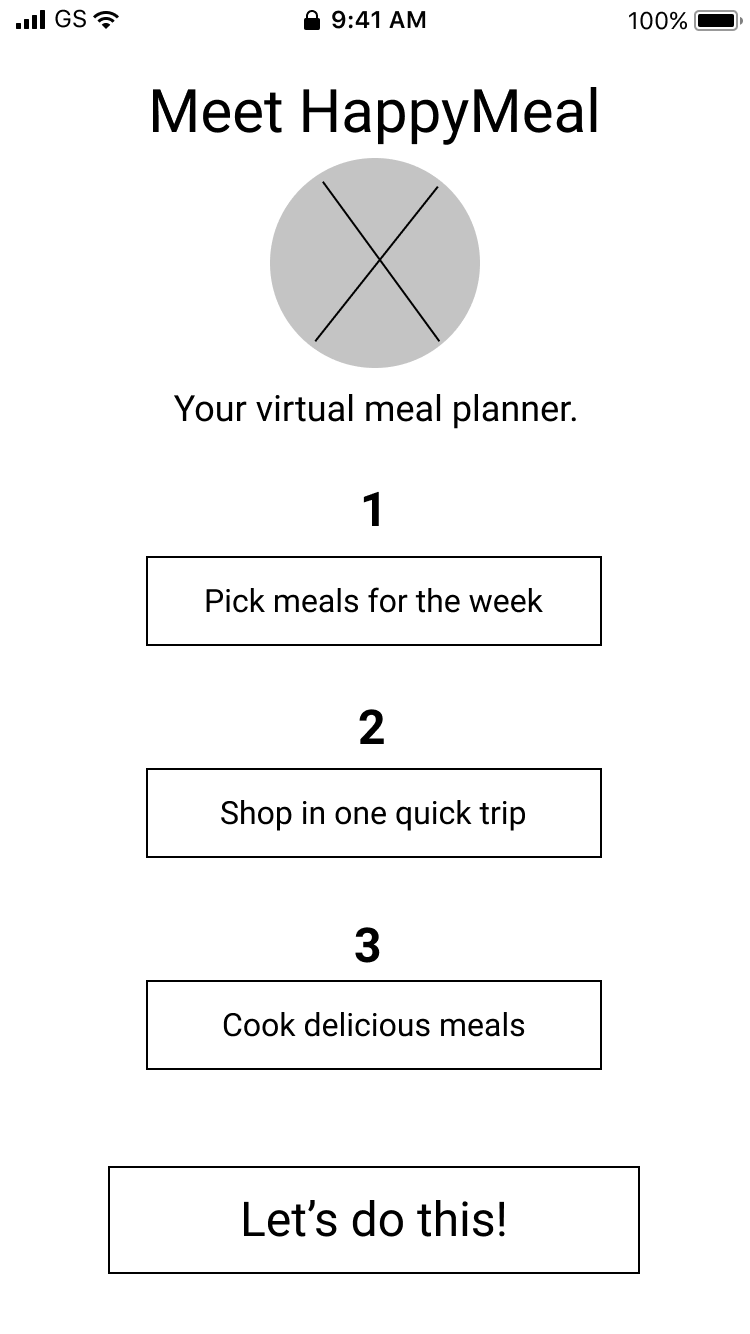 GS 9:41 AM 100%
Meet HappyMeal
Your virtual meal planner.
1
Pick meals for the week
2
Shop in one quick trip
3
Cook delicious meals
Let’s do this!